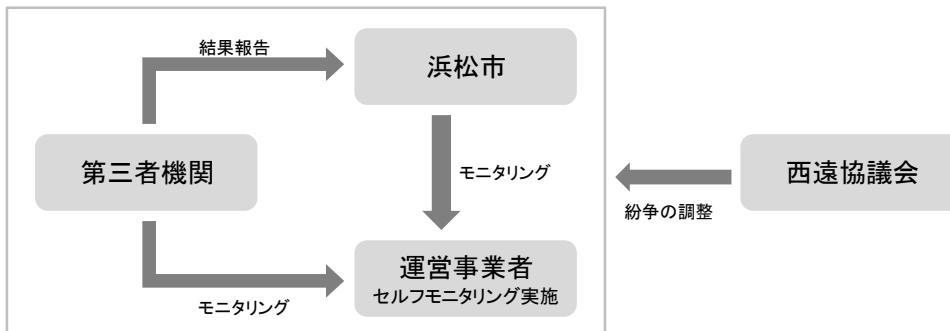 結果報告
浜松市
第三者機関
モニタリング
西遠協議会
紛争の調整
運営事業者
セルフモニタリング実施
モニタリング